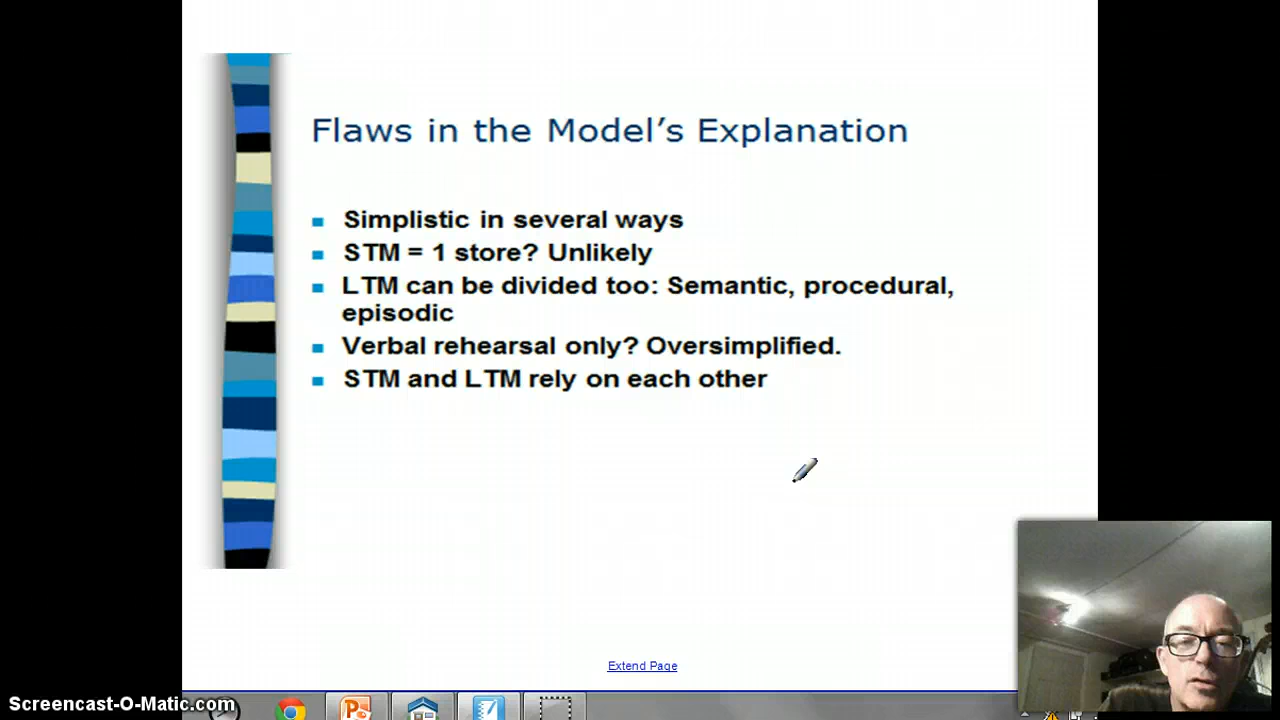 Flaws in the Model's Explanation
Simplistic in several ways
STM = 1 store? Unlikely
LTM can be divided too: Semantic, procedural,
episodic
Verbal rehearsal only? Oversimplified.
STM and LTM rely on each other
Extend Page
Screencast-O-Matic.com